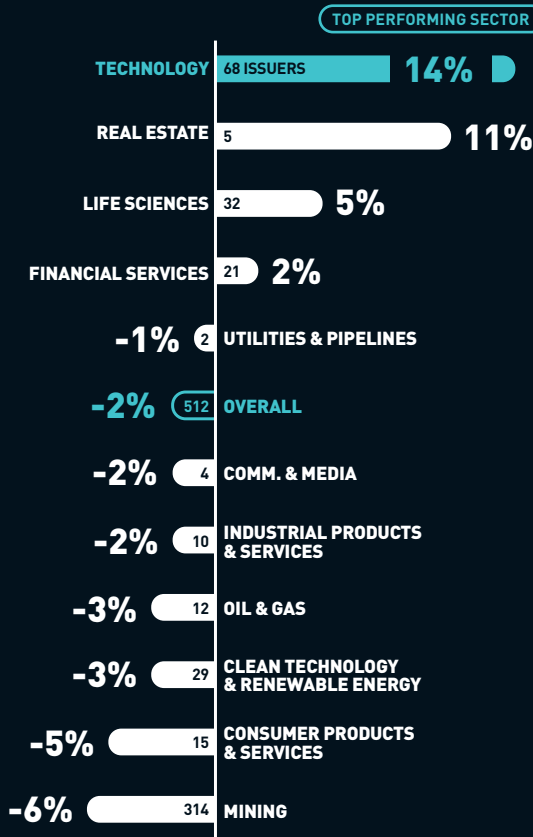 TOP PERFORMING SECTOR
TECHNOLOGY 68 ISSUERS 14%
REAL ESTATE 5 11%
LIFE SCIENCES 32 5%
FINANCIAL SERVICES 21 2%
-1% 2 UTILITIES & PIPELINES
-2% 512 OVERALL
-2% 4 COMM. & MEDIA
-2% 10 INDUSTRIAL PRODUCTS
& SERVICES
-3% 12 OIL & GAS
-3% 29 CLEAN TECHNOLOGY
& RENEWABLE ENERGY
-5% 15 CONSUMER PRODUCTS
& SERVICES
-6% 314 MINING